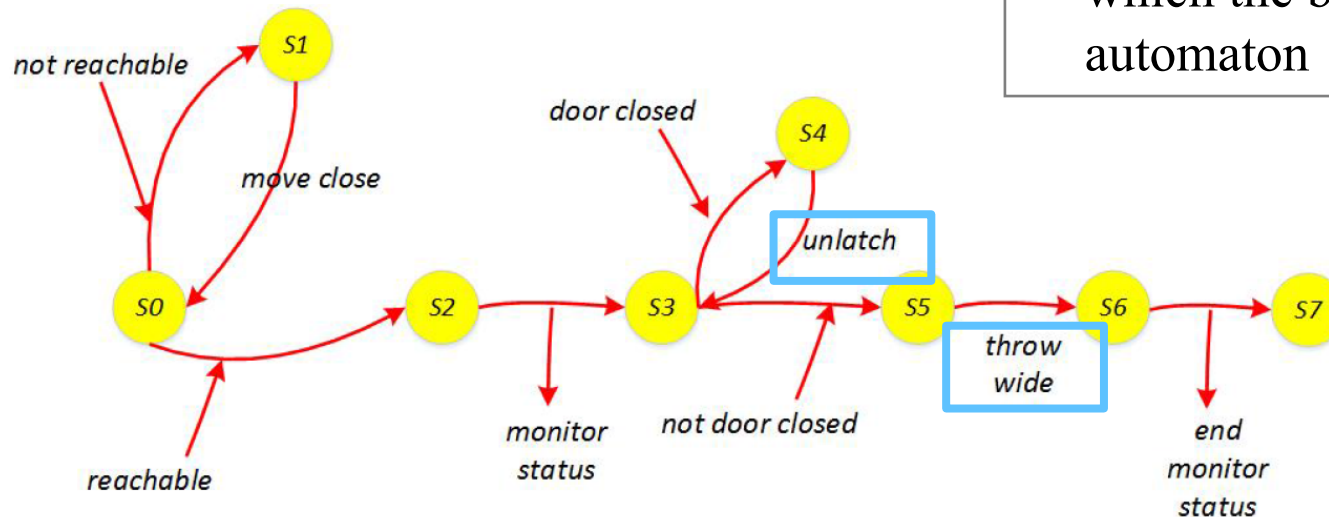 automaton
S1
not reachable
door closed
S4
move close
unlatch
S0
S2
S3
S5
S6
S7
throw
wide
not door closed
monitor
status
end
monitor
status
reachable